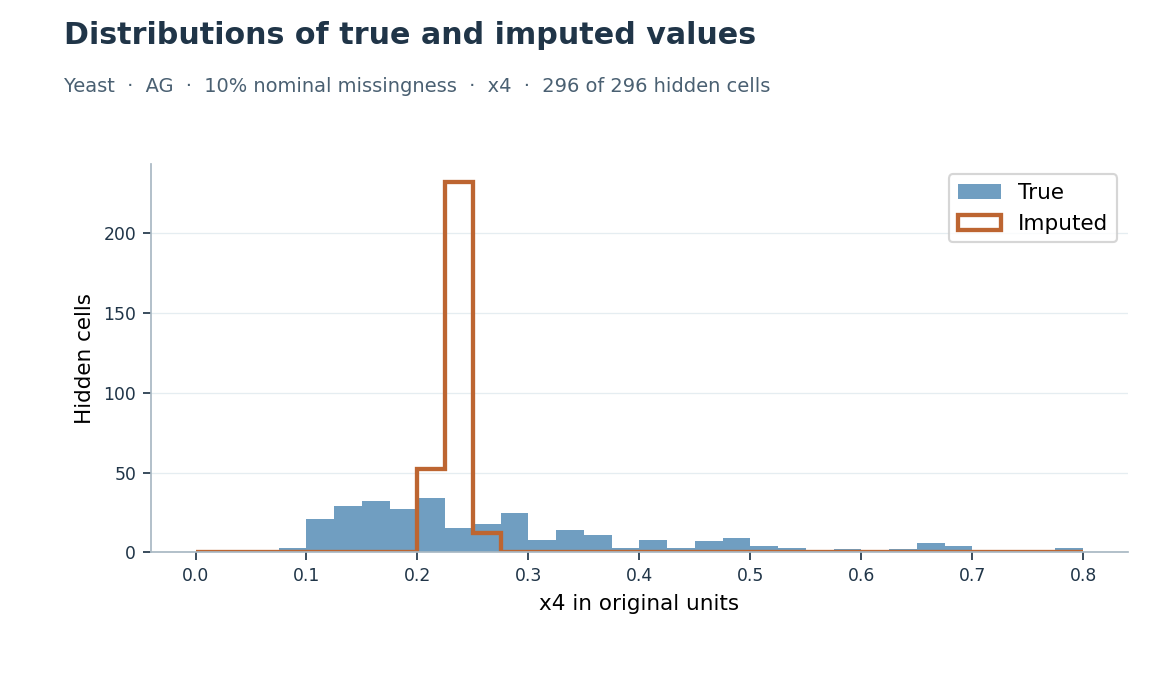 Distributions of true and imputed values
Yeast · AG · 10% nominal missingness · x4 · 296 of 296 hidden cells
True
Imputed
Hidden cells
200
150
100
50
0
0.0 0.1 0.2 0.3 0.4 0.5 0.6 0.7 0.8
x4 in original units